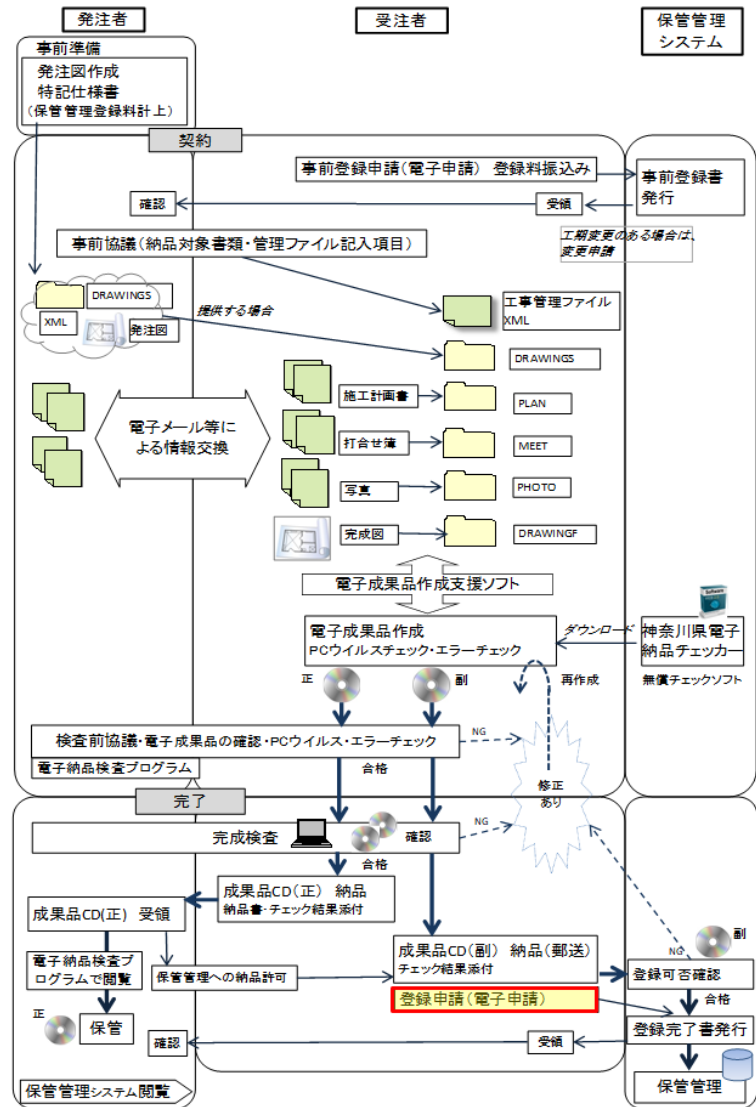 発注者
受注者
保管管理
システム
事前準備
発注図作成
特記仕様書
(保管管理登録料計上)
契約
事前登録申請(電子申請) 登録料振込み
事前登録書
発行
確認
受領
工期変更のある場合は、
変更申請
事前協議(納品対象書類・管理ファイル記入項目)
DRAWINGS
XML
発注図
提供する場合
工事管理ファイル
XML
DRAWINGS
施工計画書
PLAN
電子メール等に
よる情報交換
打合せ簿
MEET
写真
PHOTO
完成図
DRAWINGF
電子成果品作成支援ソフト
電子成果品作成
PCウイルスチェック・エラーチェック
ダウンロード
Software
神奈川県電子
納品チェッカー
無償チェックソフト
正
副
再作成
検査前協議・電子成果品の確認・PCウイルス・エラーチェック
NG
電子納品検査プログラム
合格
修正
あり
完了
完成検査
確認
NG
合格
成果品CD(正) 納品
納品書・チェック結果添付
成果品CD(正) 受領
電子納品検査プ
ログラムで閲覧
保管管理への納品許可
成果品CD(副) 納品(郵送)
チェック結果添付
副
NG
登録可否確認
登録申請(電子申請)
合格
正
保管
登録完了書発行
確認
受領
保管管理システム閲覧
保管管理